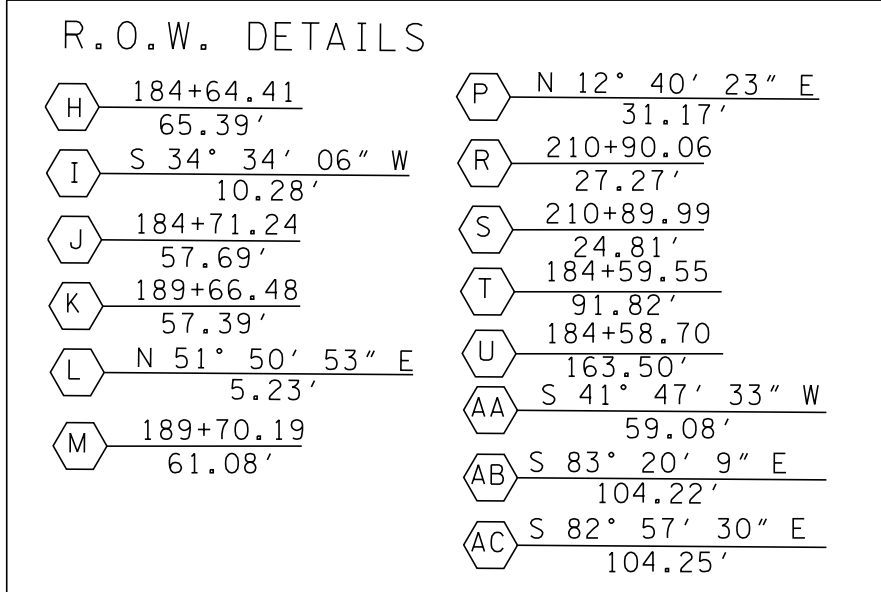 R.O.W. DETAILS
H
184+64.41
65.39′
I
S 34° 34′ 06″ W
10.28′
J
184+71.24
57.69′
K
189+66.48
57.39′
L
N 51° 50′ 53″ E
5.23′
M
189+70.19
61.08′
P
N 12° 40′ 23″ E
31.17′
R
210+90.06
27.27′
S
210+89.99
24.81′
T
184+59.55
91.82′
U
184+58.70
163.50′
AA
S 41° 47′ 33″ W
59.08′
AB
S 83° 20′ 9″ E
104.22′
AC
S 82° 57′ 30″ E
104.25′